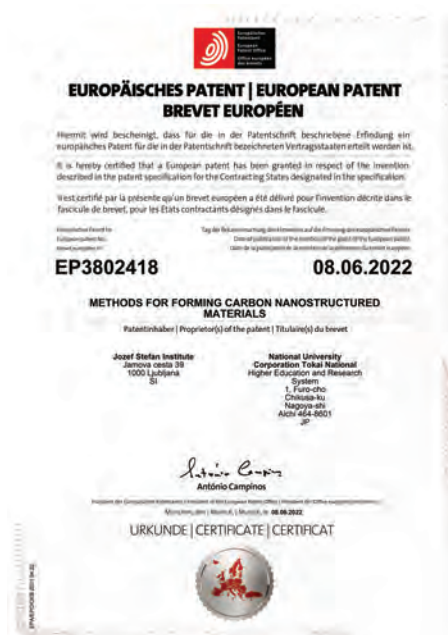 Europäisches
Patentamt
European
Patent Office
Office européen
des brevets
EUROPÄISCHES PATENT | EUROPEAN PATENT
BREVET EUROPÉEN
Hiermit wird bescheinigt, dass für die in der Patentschrift beschriebene Erfindung ein
europäisches Patent für die in der Patentschrift bezeichneten Vertragsstaaten erteilt worden ist.
It is hereby certified that a European patent has been granted in respect of the invention
described in the patent specification for the Contracting States designated in the specification.
Il est certifié par la présente qu'un brevet européen a été délivré pour l'invention décrite dans le
fascicule de brevet, pour les États contractants désignés dans le fascicule.
EP3802418
08.06.2022
METHODS FOR FORMING CARBON NANOSTRUCTURED
MATERIALS
Patentinhaber | Proprietor(s) of the patent | Titulaire(s) du brevet
Jozef Stefan Institute
Jamova cesta 39
1000 Ljubljana
SI
National University
Corporation Tokai National
Higher Education and Research
System
1, Furo-cho
Chikusa-ku
Nagoya-shi
Aichi 464-8601
JP
António Campinos
08.06.2022
URKUNDE | CERTIFICATE | CERTIFICAT